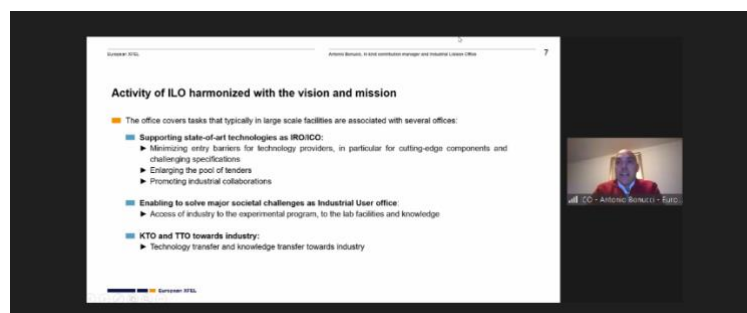 European XFEL
Antonio Bonucci, In kind contribution manager and Industrial Liaison Office
7
Activity of ILO harmonized with the vision and mission
The office covers tasks that typically in large scale facilities are associated with several offices:
Supporting state-of-art technologies as IRO/ICO:
► Minimizing entry barriers for technology providers, in particular for cutting-edge components and
challenging specifications
► Enlarging the pool of tenders
► Promoting industrial collaborations
Enabling to solve major societal challenges as Industrial User office:
► Access of industry to the experimental program, to the lab facilities and knowledge
KTO and TTO towards industry:
► Technology transfer and knowledge transfer towards industry
European XFEL
CO - Antonio Bonucci - Euro...